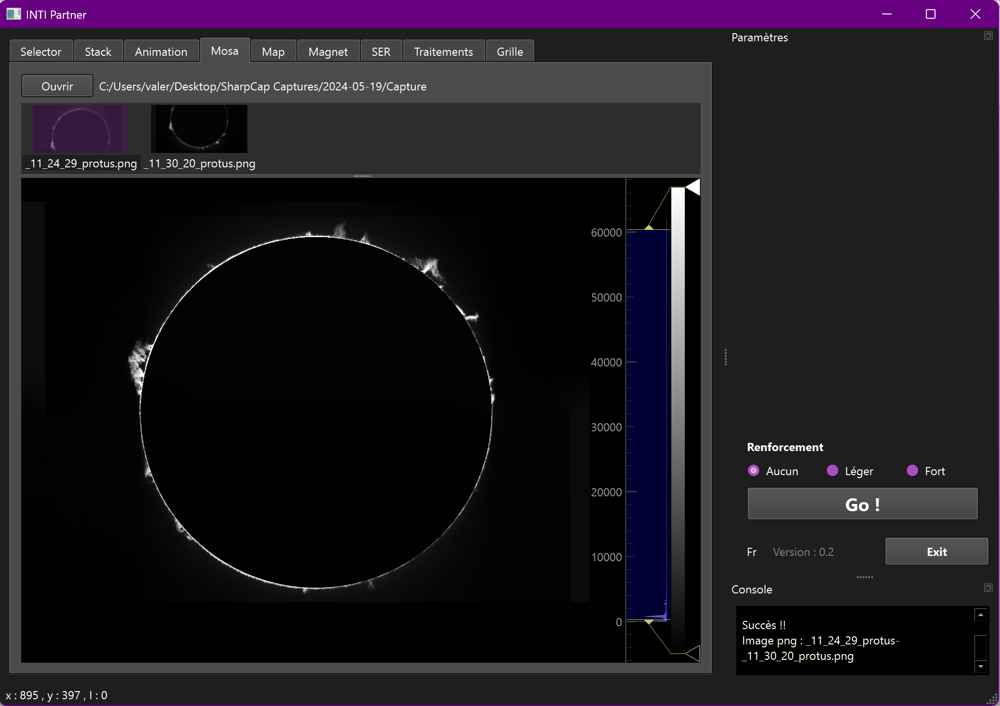 INTI Partner
Selector Stack Animation Mosa Map Magnet SER Traitements Grille
Ouvrir C:/Users/valer/Desktop/SharpCap Captures/2024-05-19/Capture
_11_24_29_protus.png _11_30_20_protus.png
60000
50000
40000
30000
20000
10000
0
Paramètres
Renforcement
Aucun Léger Fort
Go !
Fr Version : 0.2 Exit
Console
Succès !!
Image png : _11_24_29_protus-
_11_30_20_protus.png
x : 895 , y : 397 , I : 0